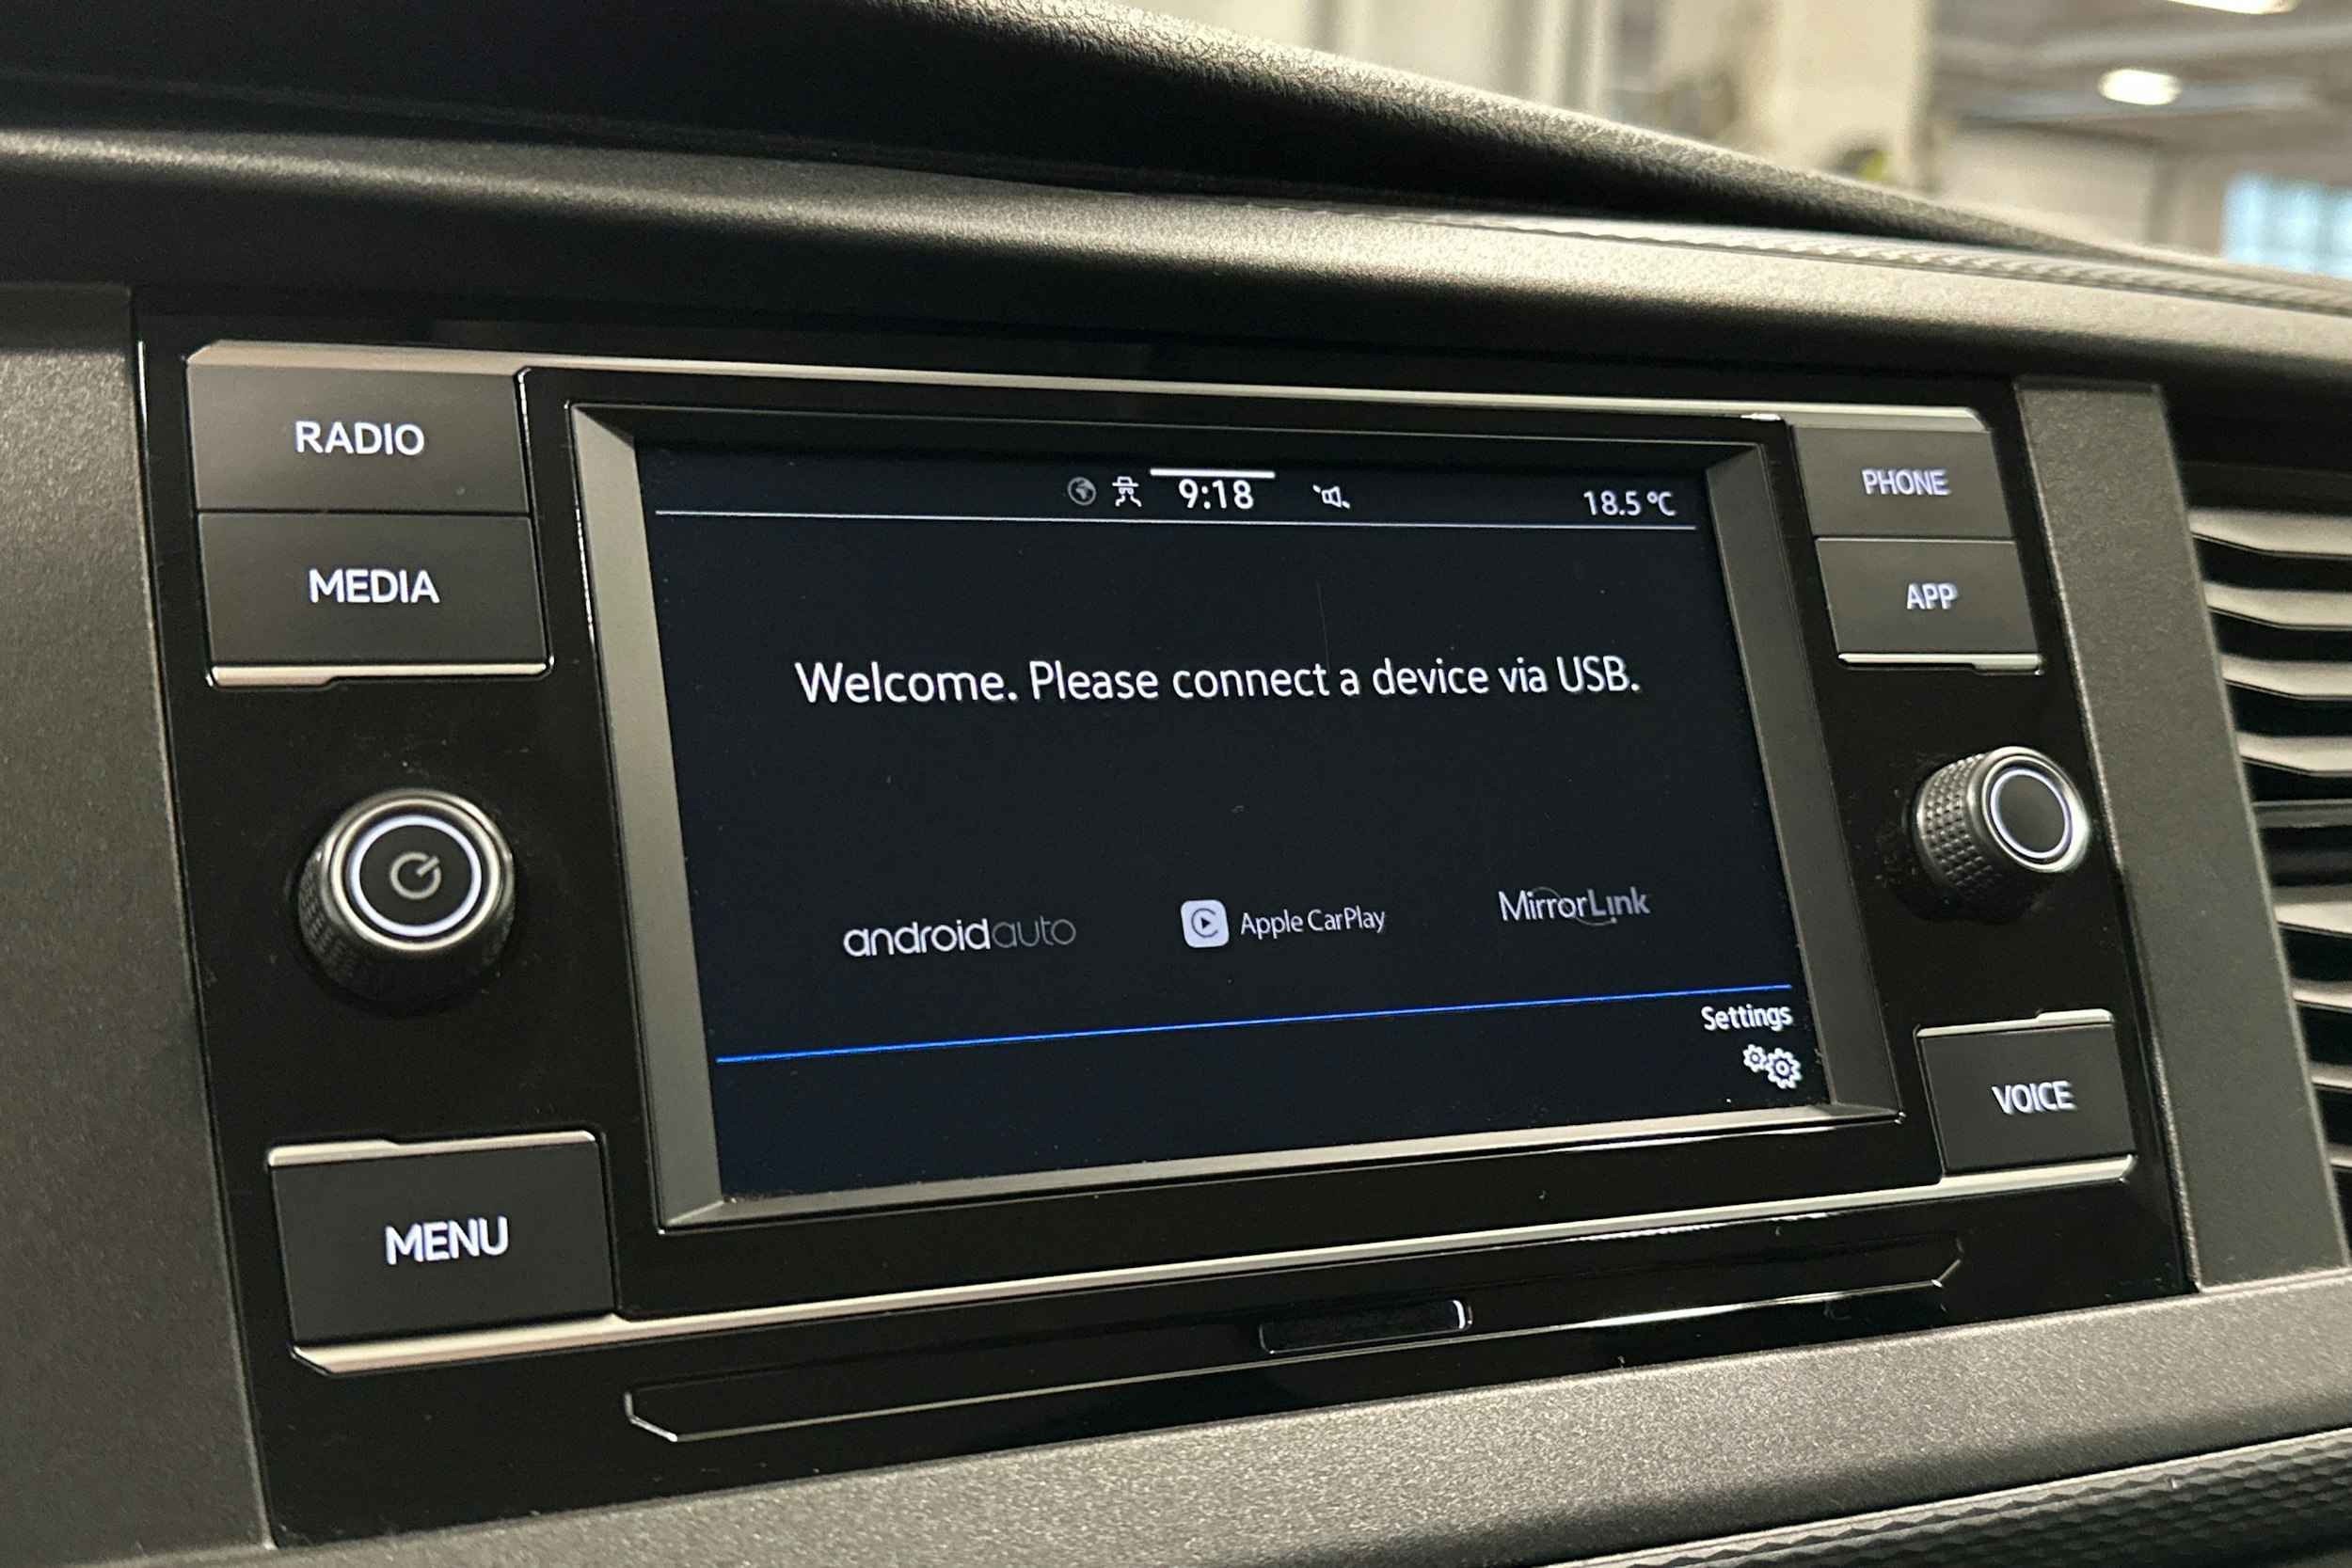 RADIO
MEDIA
MENU
9:18
18.5 °C
Welcome. Please connect a device via USB.
androidauto
Apple CarPlay
MirrorLink
Settings
PHONE
APP
VOICE